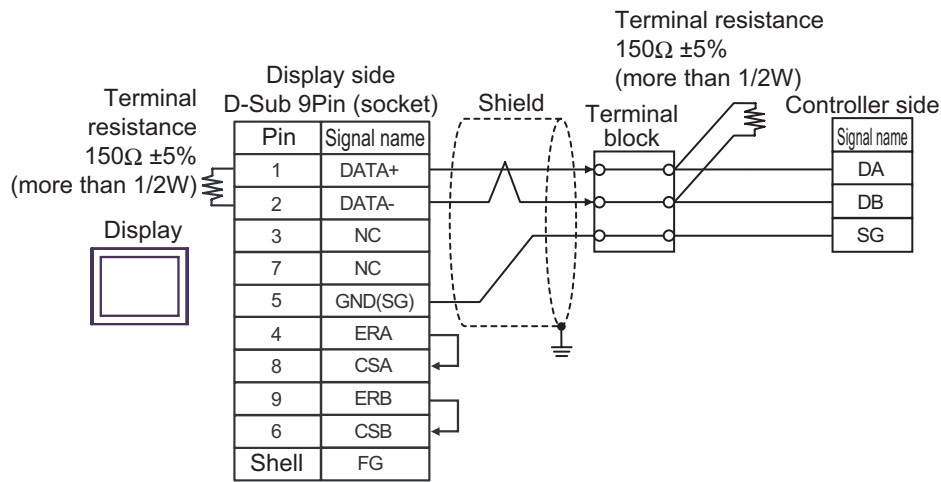 Terminal resistance
150Ω ±5%
(more than 1/2W)
Display side
D-Sub 9Pin (socket)
Shield
Terminal
block
Controller side
Terminal
resistance
150Ω ±5%
(more than 1/2W)
Display
Pin Signal name
1 DATA+
2 DATA-
3 NC
7 NC
5 GND(SG)
4 ERA
8 CSA
9 ERB
6 CSB
Shell FG
Signal name
DA
DB
SG